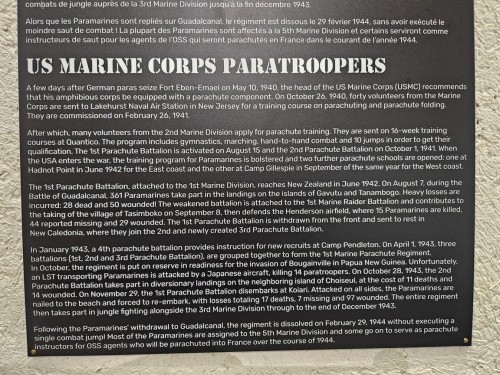 combats de jungle auprès de la 3rd Marine Division jusqu'à la fin décembre 1943.
Alors que les Paramarines sont repliés sur Guadalcanal, le régiment est dissous le 29 février 1944, sans avoir exécuté le
moindre saut de combat ! La plupart des Paramarines sont affectés à la 5th Marine Division et certains serviront comme
instructeurs de saut pour les agents de l'OSS qui seront parachutés en France dans le courant de l'année 1944.
US MARINE CORPS PARATROOPERS
A few days after German paras seize Fort Eben-Emael on May 10, 1940, the head of the US Marine Corps (USMC) recommends
that his amphibious corps be equipped with a parachute component. On October 26, 1940, forty volunteers from the Marine
Corps are sent to Lakehurst Naval Air Station in New Jersey for a training course on parachuting and parachute folding.
They are commissioned on February 26, 1941.
After which, many volunteers from the 2nd Marine Division apply for parachute training. They are sent on 16-week training
courses at Quantico. The program includes gymnastics, marching, hand-to-hand combat and 10 jumps in order to get their
qualification. The 1st Parachute Battalion is activated on August 15 and the 2nd Parachute Battalion on October 1, 1941. When
the USA enters the war, the training program for Paramarines is bolstered and two further parachute schools are opened: one at
Hadnot Point in June 1942 for the East coast and the other at Camp Gillespie in September of the same year for the West coast.
The 1st Parachute Battalion, attached to the 1st Marine Division, reaches New Zealand in June 1942. On August 7, during the
Battle of Guadalcanal, 361 Paramarines take part in the landings on the islands of Gavutu and Tanambogo. Heavy losses are
incurred: 28 dead and 50 wounded! The weakened battalion is attached to the 1st Marine Raider Battalion and contributes to
the taking of the village of Tasimboko on September 8, then defends the Henderson airfield, where 15 Paramarines are killed,
44 reported missing and 29 wounded. The 1st Parachute Battalion is withdrawn from the front and sent to rest in
New Caledonia, where they join the 2nd and newly created 3rd Parachute Battalion.
In January 1943, a 4th parachute battalion provides instruction for new recruits at Camp Pendleton. On April 1, 1943, three
battalions (1st, 2nd and 3rd Parachute Battalion), are grouped together to form the 1st Marine Parachute Regiment.
In October, the regiment is put on reserve in readiness for the invasion of Bougainville in Papua New Guinea. Unfortunately,
an LST transporting Paramarines is attacked by a Japanese aircraft, killing 14 paratroopers. On October 28, 1943, the 2nd
Parachute Battalion takes part in diversionary landings on the neighboring island of Choiseul, at the cost of 11 deaths and
14 wounded. On November 29, the 1st Parachute Battalion disembarks at Koiari. Attacked on all sides, the Paramarines are
nailed to the beach and forced to re-embark, with losses totaling 17 deaths, 7 missing and 97 wounded. The entire regiment
then takes part in jungle fighting alongside the 3rd Marine Division through to the end of December 1943.
Following the Paramarines' withdrawal to Guadalcanal, the regiment is dissolved on February 29, 1944 without executing a
single combat jump! Most of the Paramarines are assigned to the 5th Marine Division and some go on to serve as parachute
instructors for OSS agents who will be parachuted into France over the course of 1944.